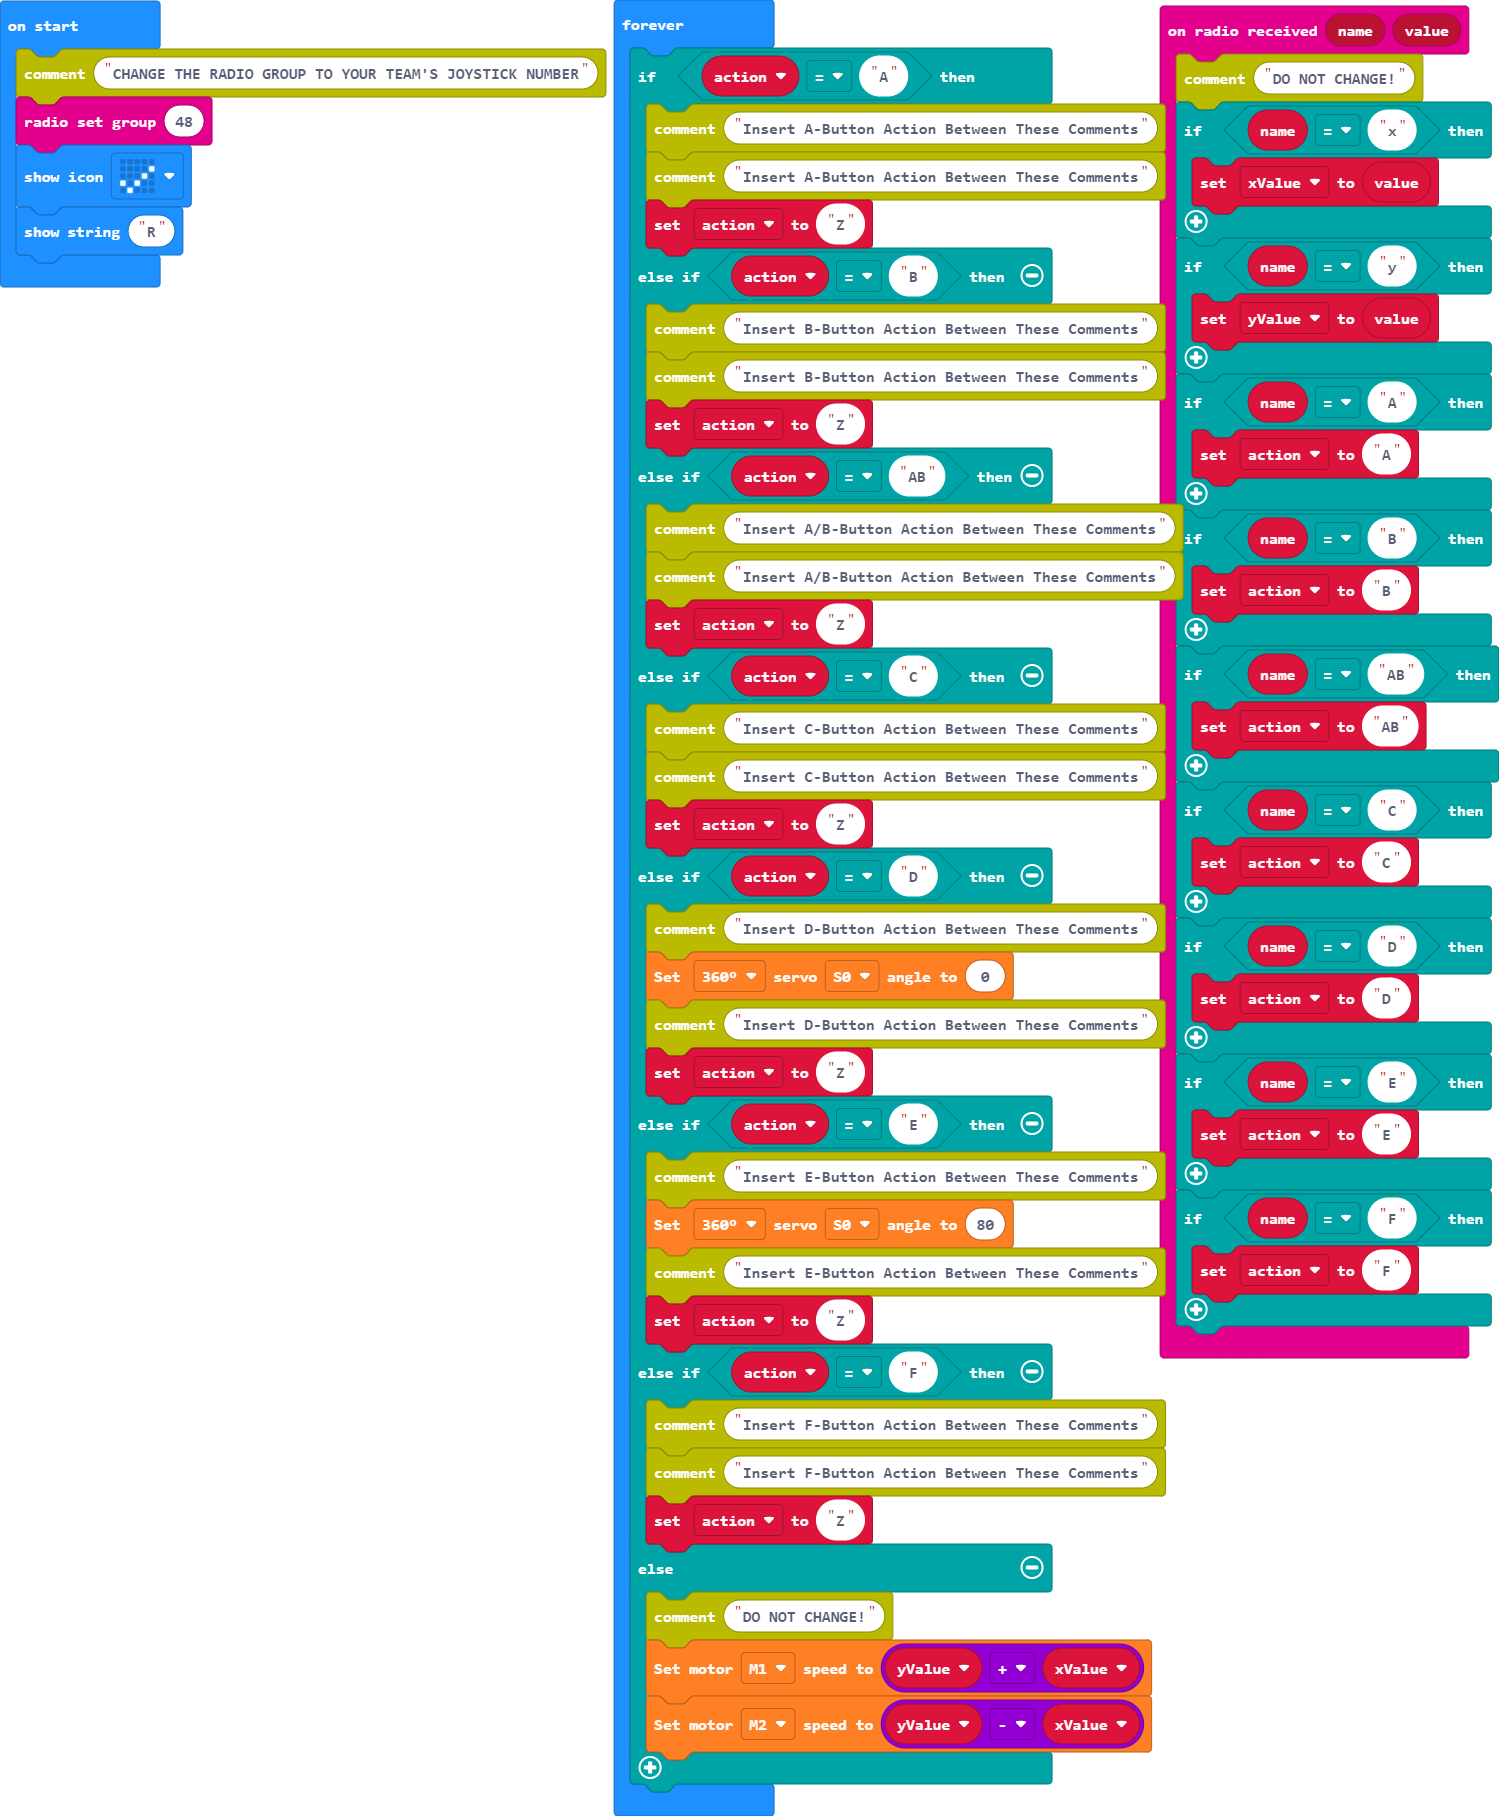 on start
comment "CHANGE THE RADIO GROUP TO YOUR TEAM'S JOYSTICK NUMBER"
radio set group 48
show icon
show string "R"
forever
if action = "A" then
comment "Insert A-Button Action Between These Comments"
comment "Insert A-Button Action Between These Comments"
set action to "Z"
else if action = "B" then
comment "Insert B-Button Action Between These Comments"
comment "Insert B-Button Action Between These Comments"
set action to "Z"
else if action = "AB" then
comment "Insert A/B-Button Action Between These Comments"
comment "Insert A/B-Button Action Between These Comments"
set action to "Z"
else if action = "C" then
comment "Insert C-Button Action Between These Comments"
comment "Insert C-Button Action Between These Comments"
set action to "Z"
else if action = "D" then
comment "Insert D-Button Action Between These Comments"
Set 360º servo S0 angle to 0
comment "Insert D-Button Action Between These Comments"
set action to "Z"
else if action = "E" then
comment "Insert E-Button Action Between These Comments"
Set 360º servo S0 angle to 80
comment "Insert E-Button Action Between These Comments"
set action to "Z"
else if action = "F" then
comment "Insert F-Button Action Between These Comments"
comment "Insert F-Button Action Between These Comments"
set action to "Z"
else
comment "DO NOT CHANGE!"
Set motor M1 speed to yValue + xValue
Set motor M2 speed to yValue - xValue
on radio received name value
comment "DO NOT CHANGE!"
if name = "x" then
set xValue to value
if name = "y" then
set yValue to value
if name = "A" then
set action to "A"
if name = "B" then
set action to "B"
if name = "AB" then
set action to "AB"
if name = "C" then
set action to "C"
if name = "D" then
set action to "D"
if name = "E" then
set action to "E"
if name = "F" then
set action to "F"